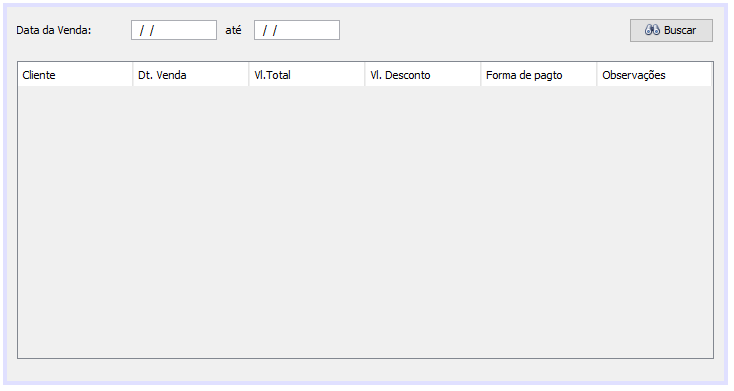 Data da Venda: / / até / / Buscar
Cliente Dt. Venda Vl.Total Vl. Desconto Forma de pagto Observações